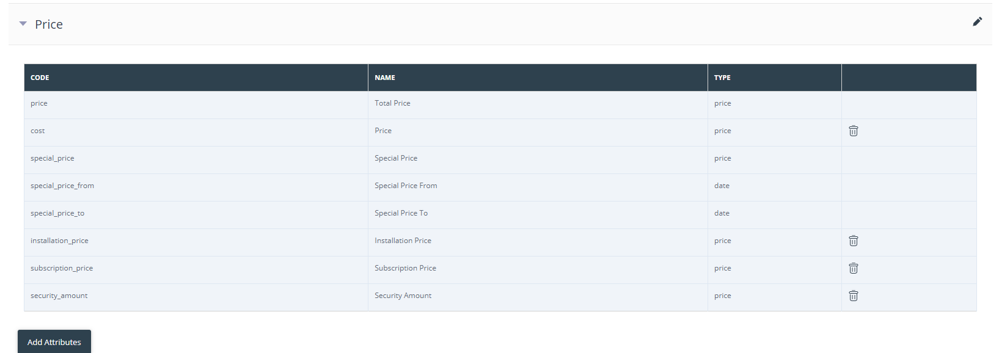 Price
CODE NAME TYPE
price Total Price price
cost Price price
special_price Special Price price
special_price_from Special Price From date
special_price_to Special Price To date
installation_price Installation Price price
subscription_price Subscription Price price
security_amount Security Amount price
Add Attributes